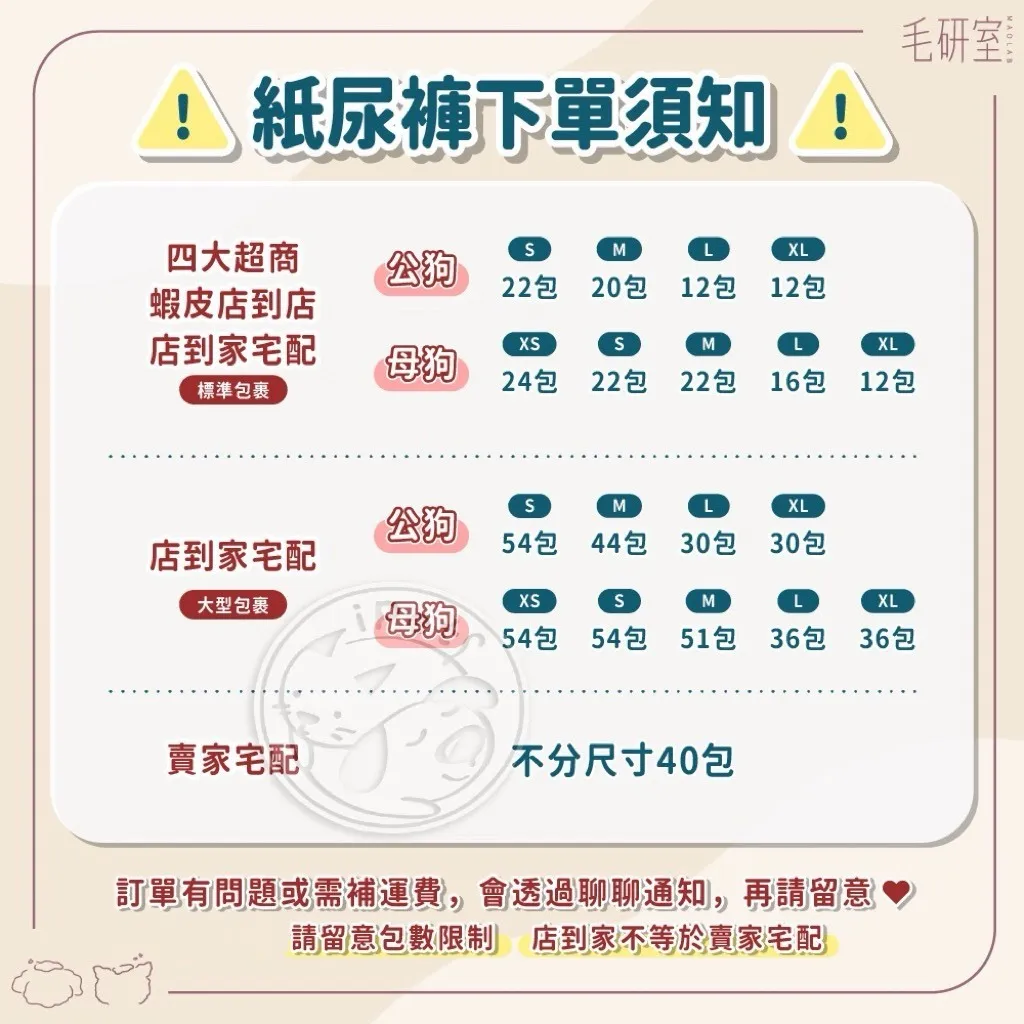 毛研室
MAOLAB
! 紙尿褲下單須知 !
四大超商
蝦皮店到店
店到家宅配
標準包裹
公狗
S M L XL
22包 20包 12包 12包
母狗
XS S M L XL
24包 22包 22包 16包 12包
店到家宅配
大型包裹
公狗
S M L XL
54包 44包 30包 30包
母狗
XS S M L XL
54包 54包 51包 36包 36包
賣家宅配
不分尺寸40包
訂單有問題或需補運費，會透過聊聊通知，再請留意
請留意包數限制 店到家不等於賣家宅配